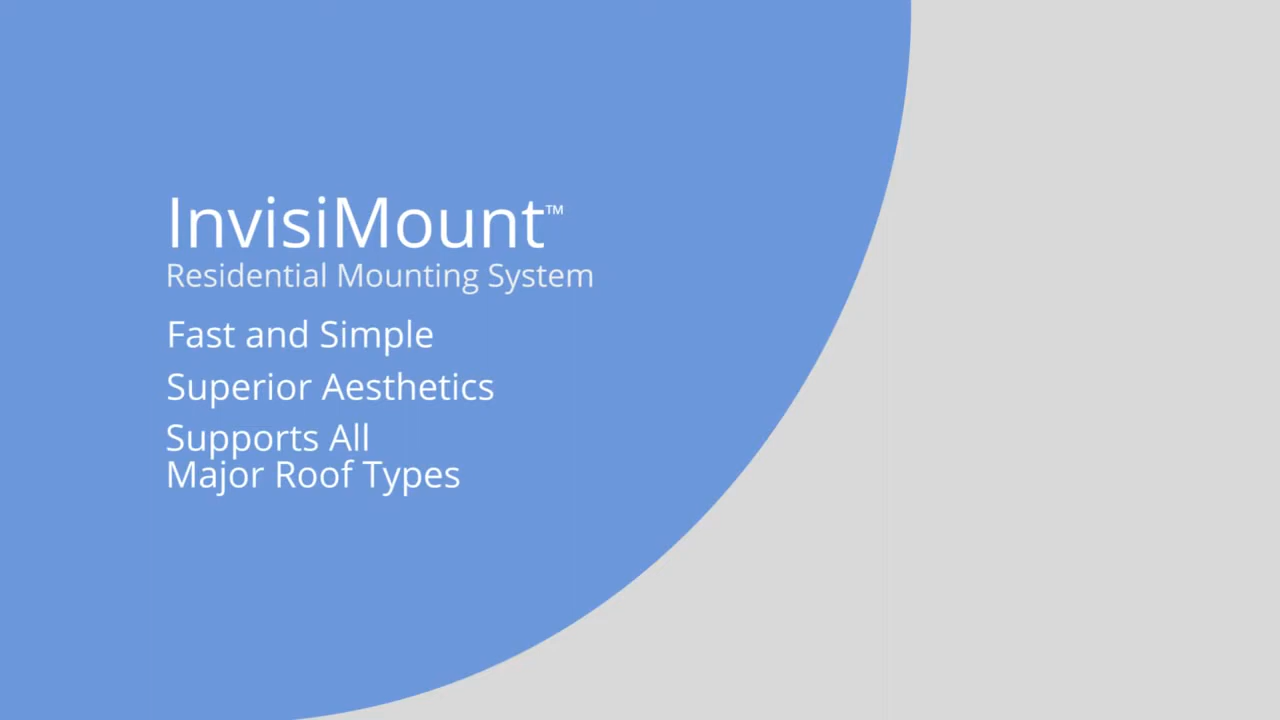 InvisiMount™
Residential Mounting System
Fast and Simple
Superior Aesthetics
Supports All
Major Roof Types